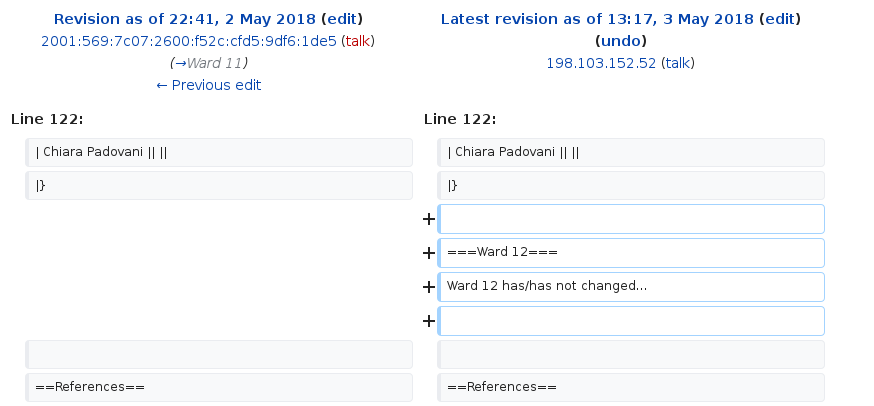 Revision as of 22:41, 2 May 2018 (edit)
2001:569:7c07:2600:f52c:cfd5:9df6:1de5 (talk)
(→Ward 11)
← Previous edit
Latest revision as of 13:17, 3 May 2018 (edit)
(undo)
198.103.152.52 (talk)
Line 122:
Line 122:
| Chiara Padovani || ||
| Chiara Padovani || ||
|}
|}
+
+ ===Ward 12===
+ Ward 12 has/has not changed...
+
==References==
==References==